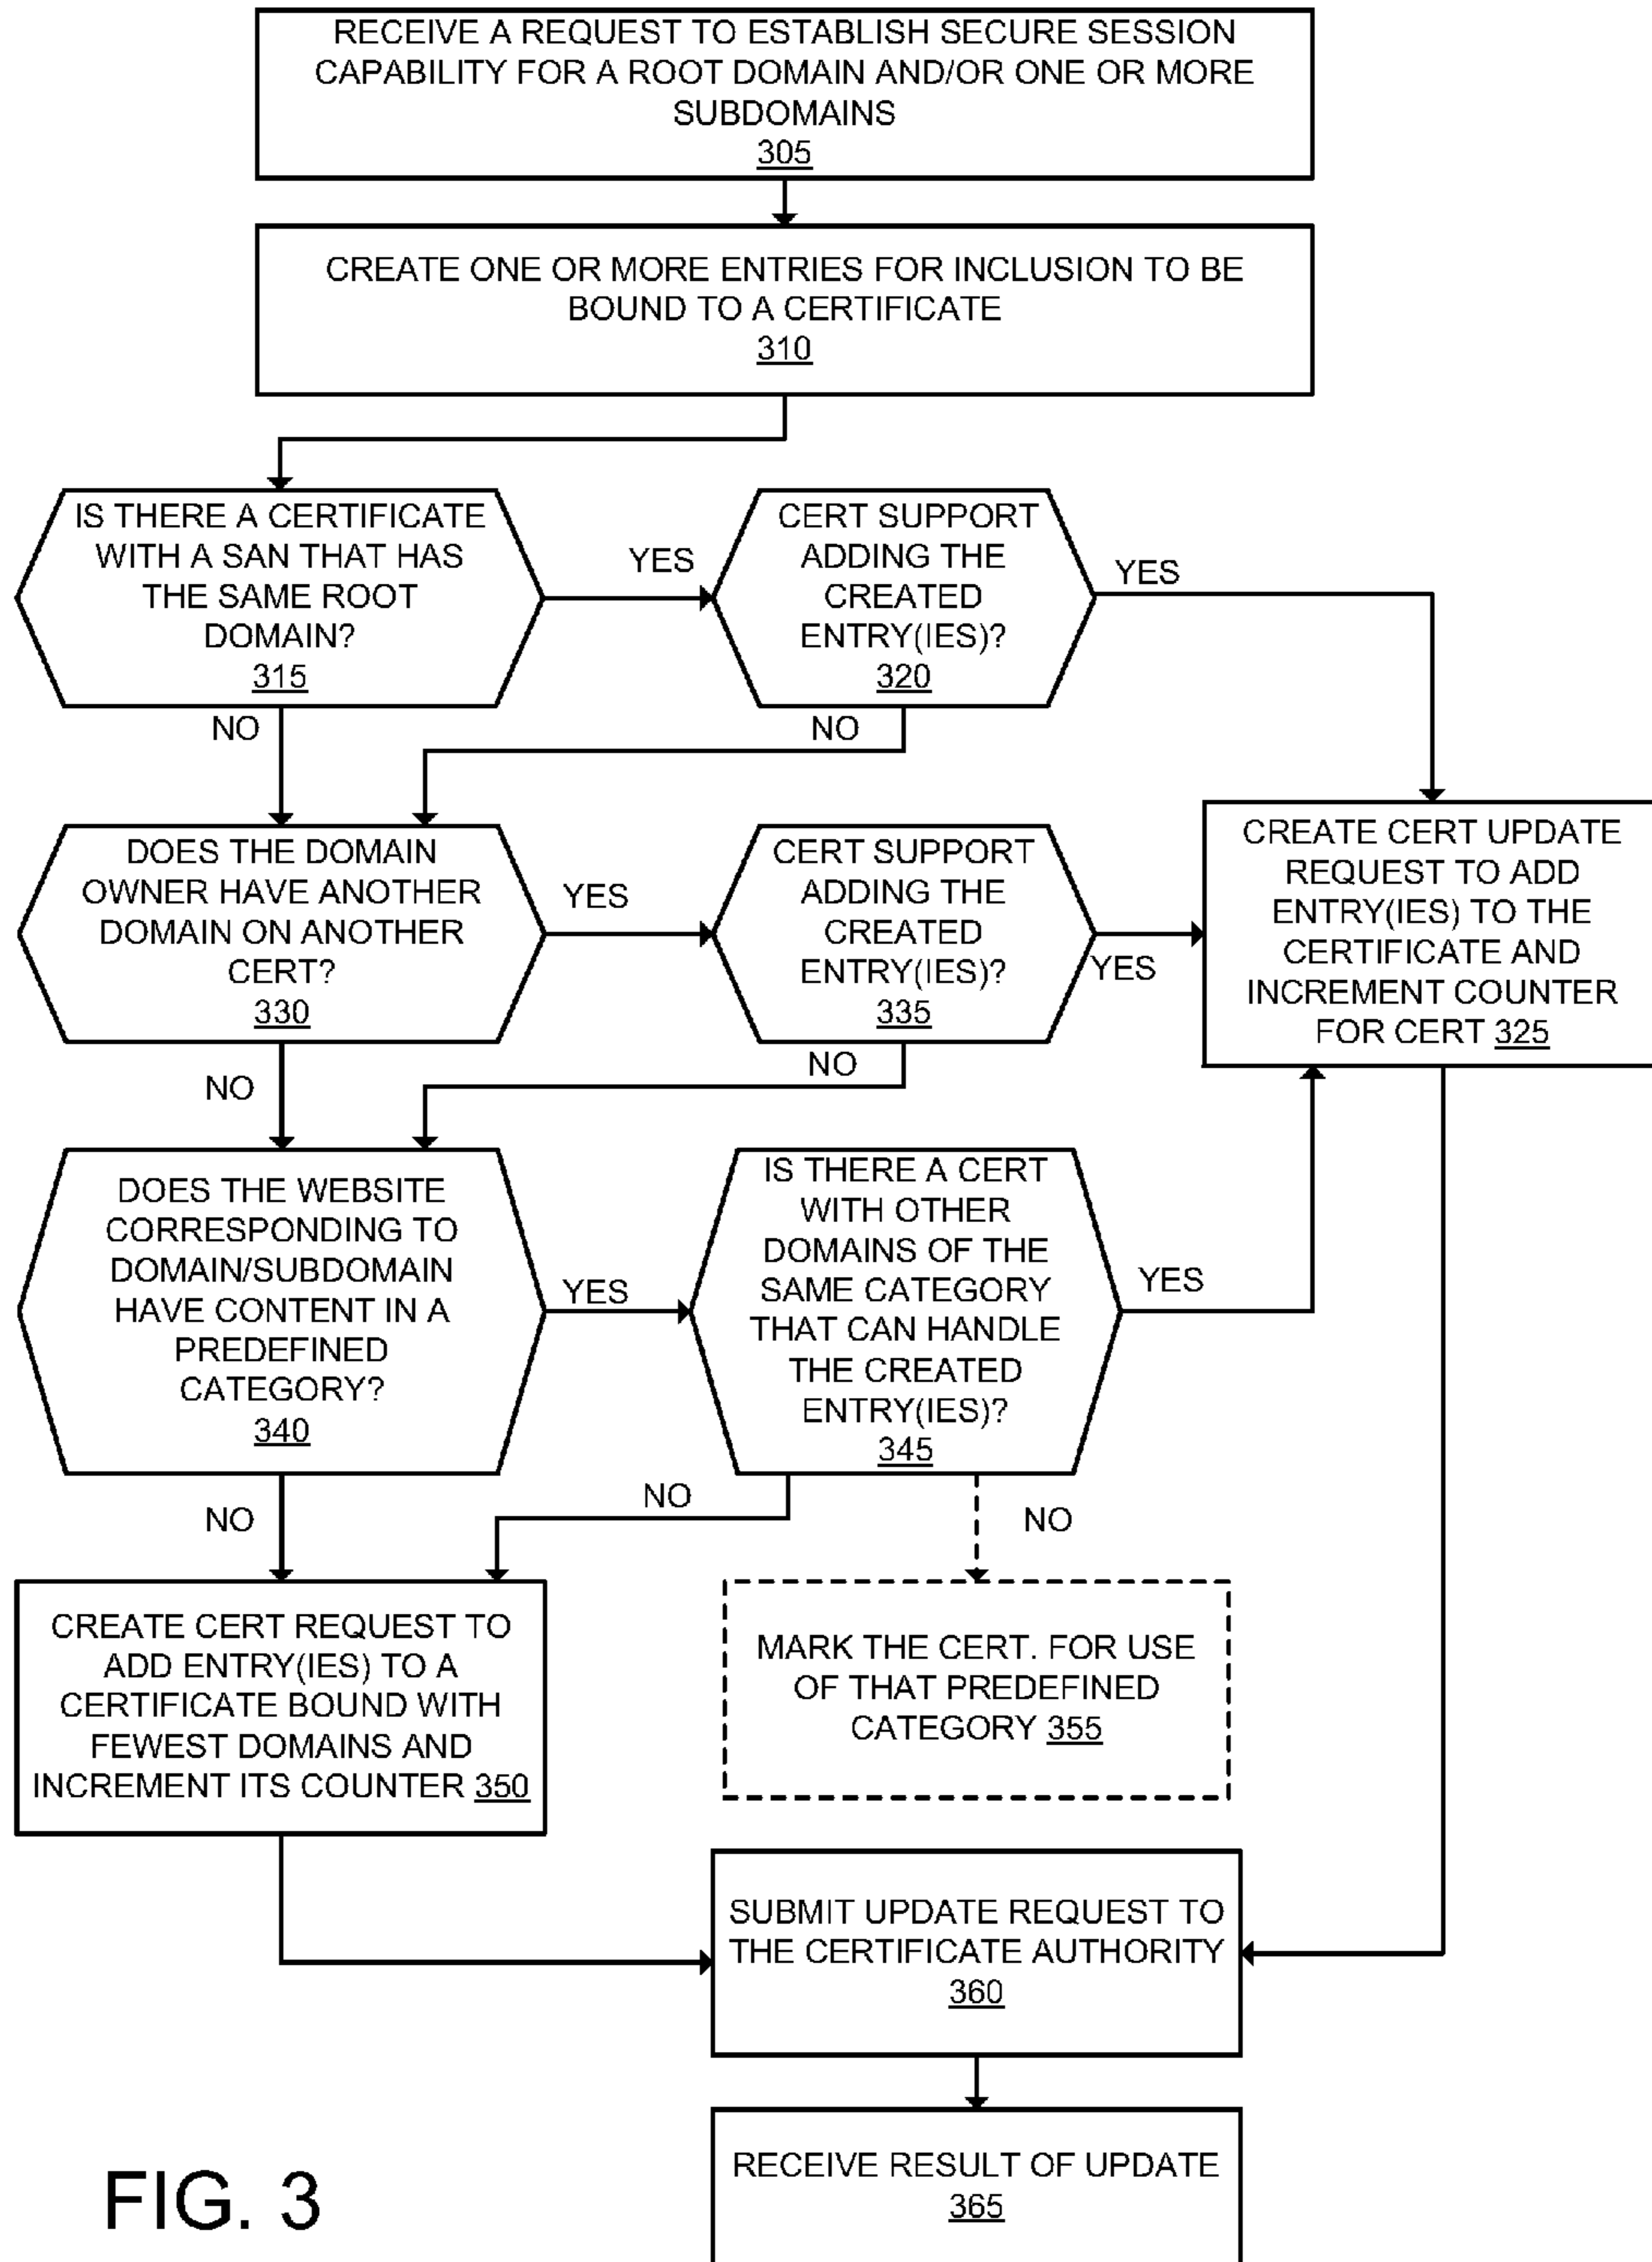 RECEIVE A REQUEST TO ESTABLISH SECURE SESSION
CAPABILITY FOR A ROOT DOMAIN AND/OR ONE OR MORE
SUBDOMAINS
305
CREATE ONE OR MORE ENTRIES FOR INCLUSION TO BE
BOUND TO A CERTIFICATE
310
IS THERE A CERTIFICATE
WITH A SAN THAT HAS
THE SAME ROOT
DOMAIN?
315
YES
NO
CERT SUPPORT
ADDING THE
CREATED
ENTRY(IES)?
320
YES
NO
DOES THE DOMAIN
OWNER HAVE ANOTHER
DOMAIN ON ANOTHER
CERT?
330
YES
NO
CERT SUPPORT
ADDING THE
CREATED
ENTRY(IES)?
335
YES
NO
CREATE CERT UPDATE
REQUEST TO ADD
ENTRY(IES) TO THE
CERTIFICATE AND
INCREMENT COUNTER
FOR CERT 325
DOES THE WEBSITE
CORRESPONDING TO
DOMAIN/SUBDOMAIN
HAVE CONTENT IN A
PREDEFINED
CATEGORY?
340
YES
NO
IS THERE A CERT
WITH OTHER
DOMAINS OF THE
SAME CATEGORY
THAT CAN HANDLE
THE CREATED
ENTRY(IES)?
345
YES
NO
NO
CREATE CERT REQUEST TO
ADD ENTRY(IES) TO A
CERTIFICATE BOUND WITH
FEWEST DOMAINS AND
INCREMENT ITS COUNTER 350
MARK THE CERT. FOR USE
OF THAT PREDEFINED
CATEGORY 355
SUBMIT UPDATE REQUEST TO
THE CERTIFICATE AUTHORITY
360
RECEIVE RESULT OF UPDATE
365
FIG. 3